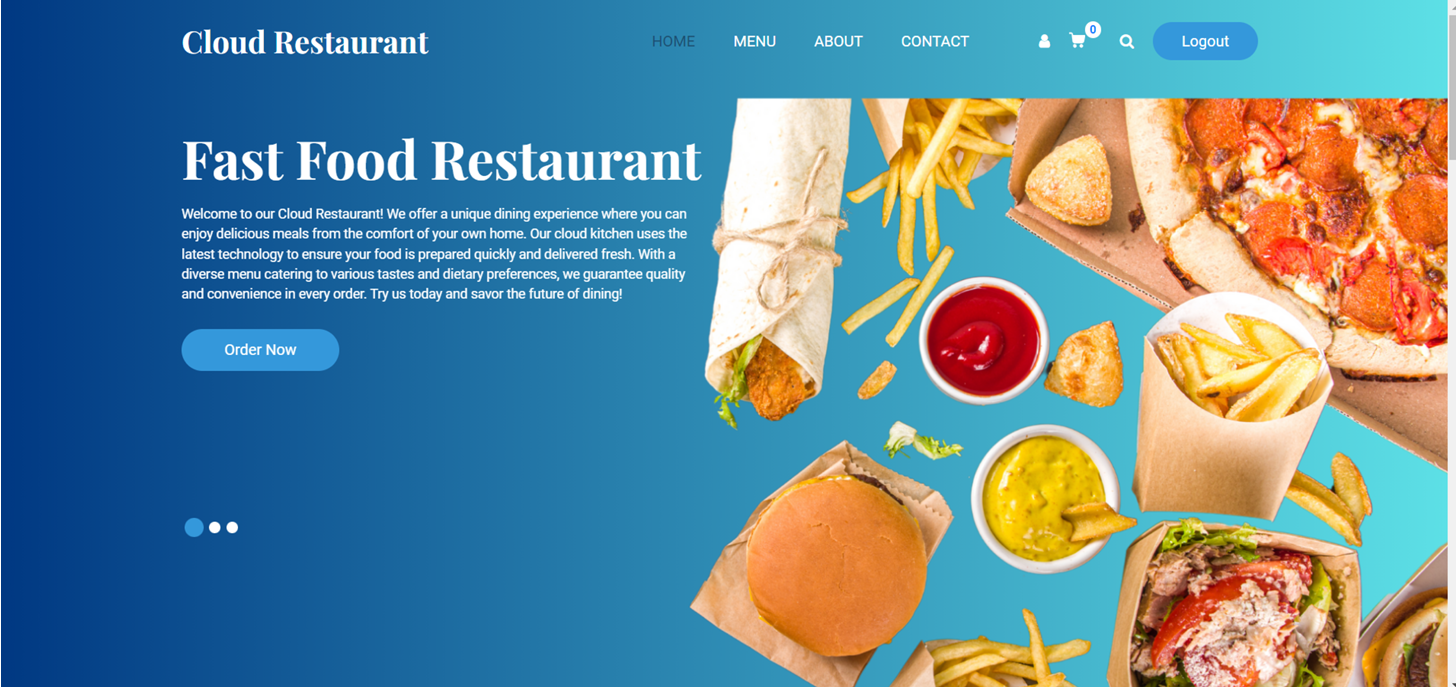 Cloud Restaurant
HOME MENU ABOUT CONTACT 0 Logout
Fast Food Restaurant
Welcome to our Cloud Restaurant! We offer a unique dining experience where you can
enjoy delicious meals from the comfort of your own home. Our cloud kitchen uses the
latest technology to ensure your food is prepared quickly and delivered fresh. With a
diverse menu catering to various tastes and dietary preferences, we guarantee quality
and convenience in every order. Try us today and savor the future of dining!
Order Now